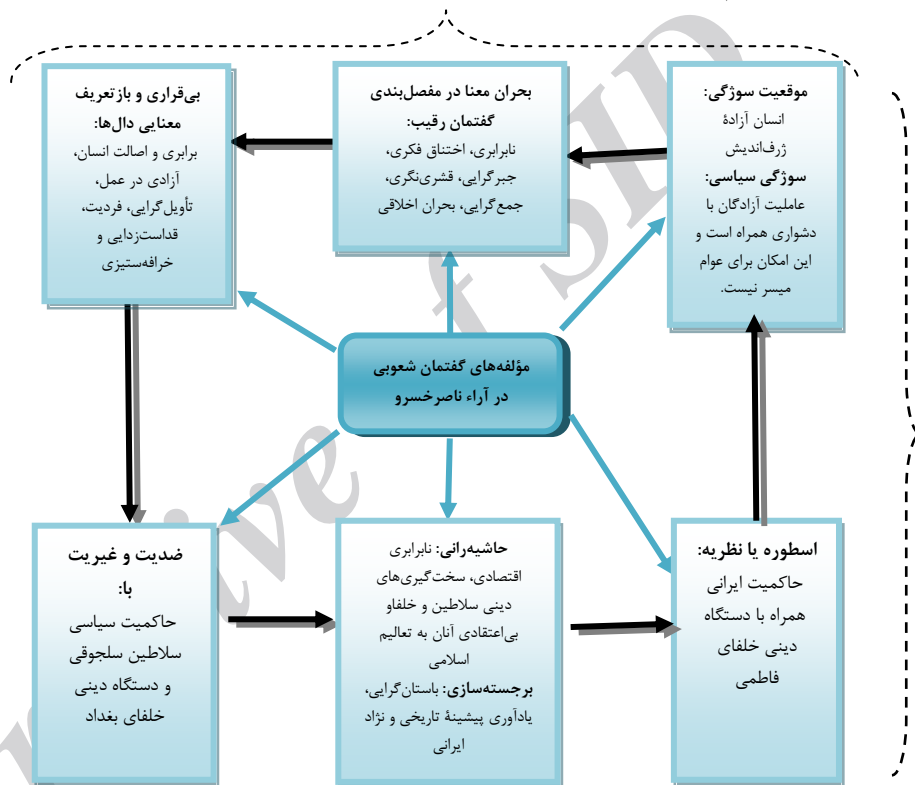 موقعیت سوژگی:
انسان آزادهٔ
ژرف‌اندیش
سوژگی سیاسی:
عاملیت آزادگان با
دشواری همراه است و
این امکان برای عوام
میسر نیست.
بحران معنا در مفصل‌بندی
گفتمان رقیب:
نابرابری، اختناق فکری،
جبرگرایی، قشری‌نگری،
جمع‌گرایی، بحران اخلاقی
بی‌قراری و بازتعریف
معنایی دال‌ها:
برابری و اصالت انسان،
آزادی در عمل،
تأویل‌گرایی، فردیت،
قداست‌زدایی و
خرافه‌ستیزی
مؤلفه‌های گفتمان شعوبی
در آراء ناصرخسرو
اسطوره یا نظریه:
حاکمیت ایرانی
همراه با دستگاه
دینی خلفای
فاطمی
حاشیه‌رانی: نابرابری
اقتصادی، سخت‌گیری‌های
دینی سلاطین و خلفاو
بی‌اعتقادی آنان به تعالیم
اسلامی
برجسته‌سازی: باستان‌گرایی،
یادآوری پیشینهٔ تاریخی و نژاد
ایرانی
ضدیت و غیریت
با:
حاکمیت سیاسی
سلاطین سلجوقی
و دستگاه دینی
خلفای بغداد
ive of SID